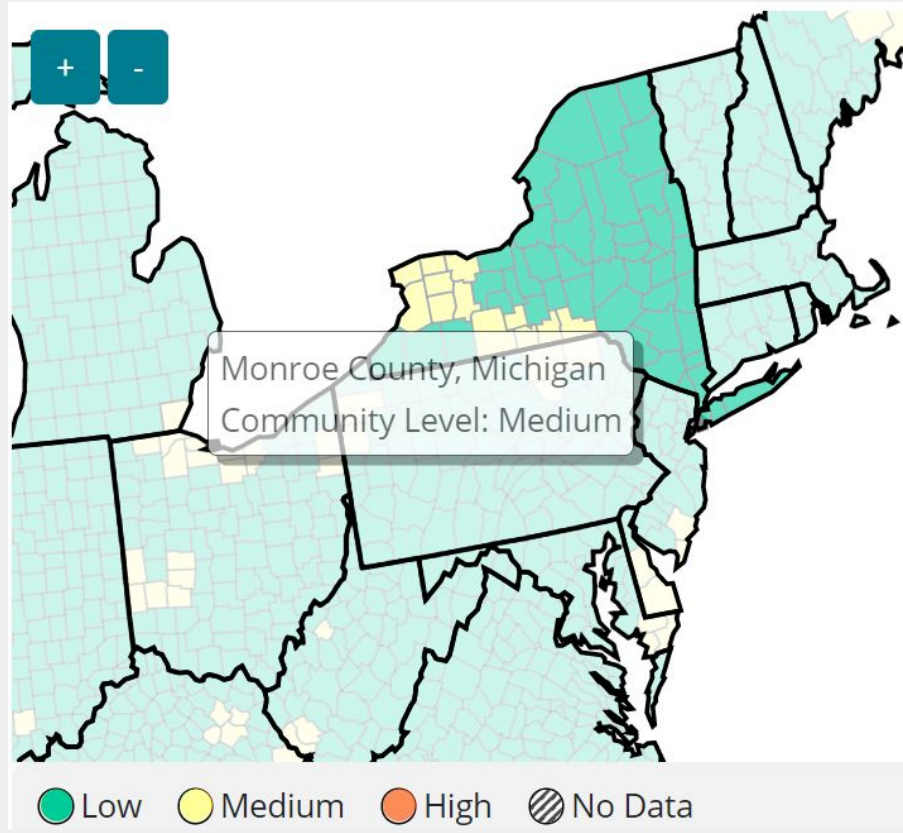 + -
Monroe County, Michigan
Community Level: Medium
Low Medium High No Data